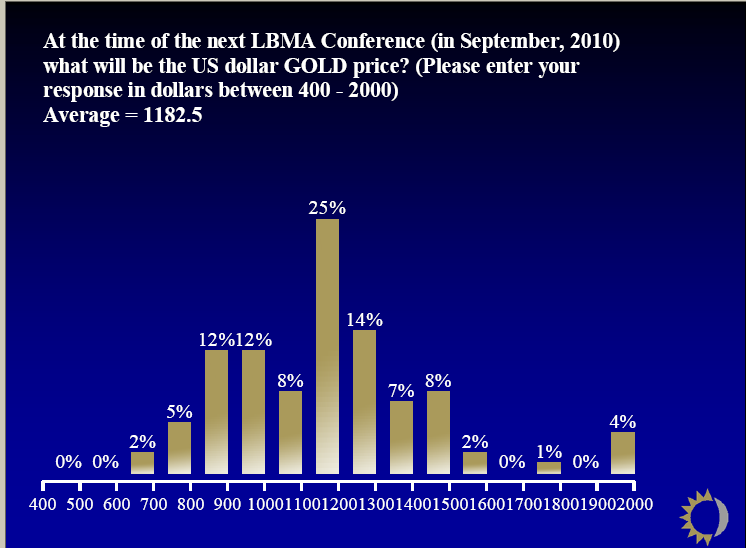 At the time of the next LBMA Conference (in September, 2010)
what will be the US dollar GOLD price? (Please enter your
response in dollars between 400 - 2000)
Average = 1182.5
25%
14%
12%12%
8%
7% 8%
5%
4%
2%
2%
1%
0% 0%
0%
0%
400 500 600 700 800 900 10001100120013001400150016001700180019002000